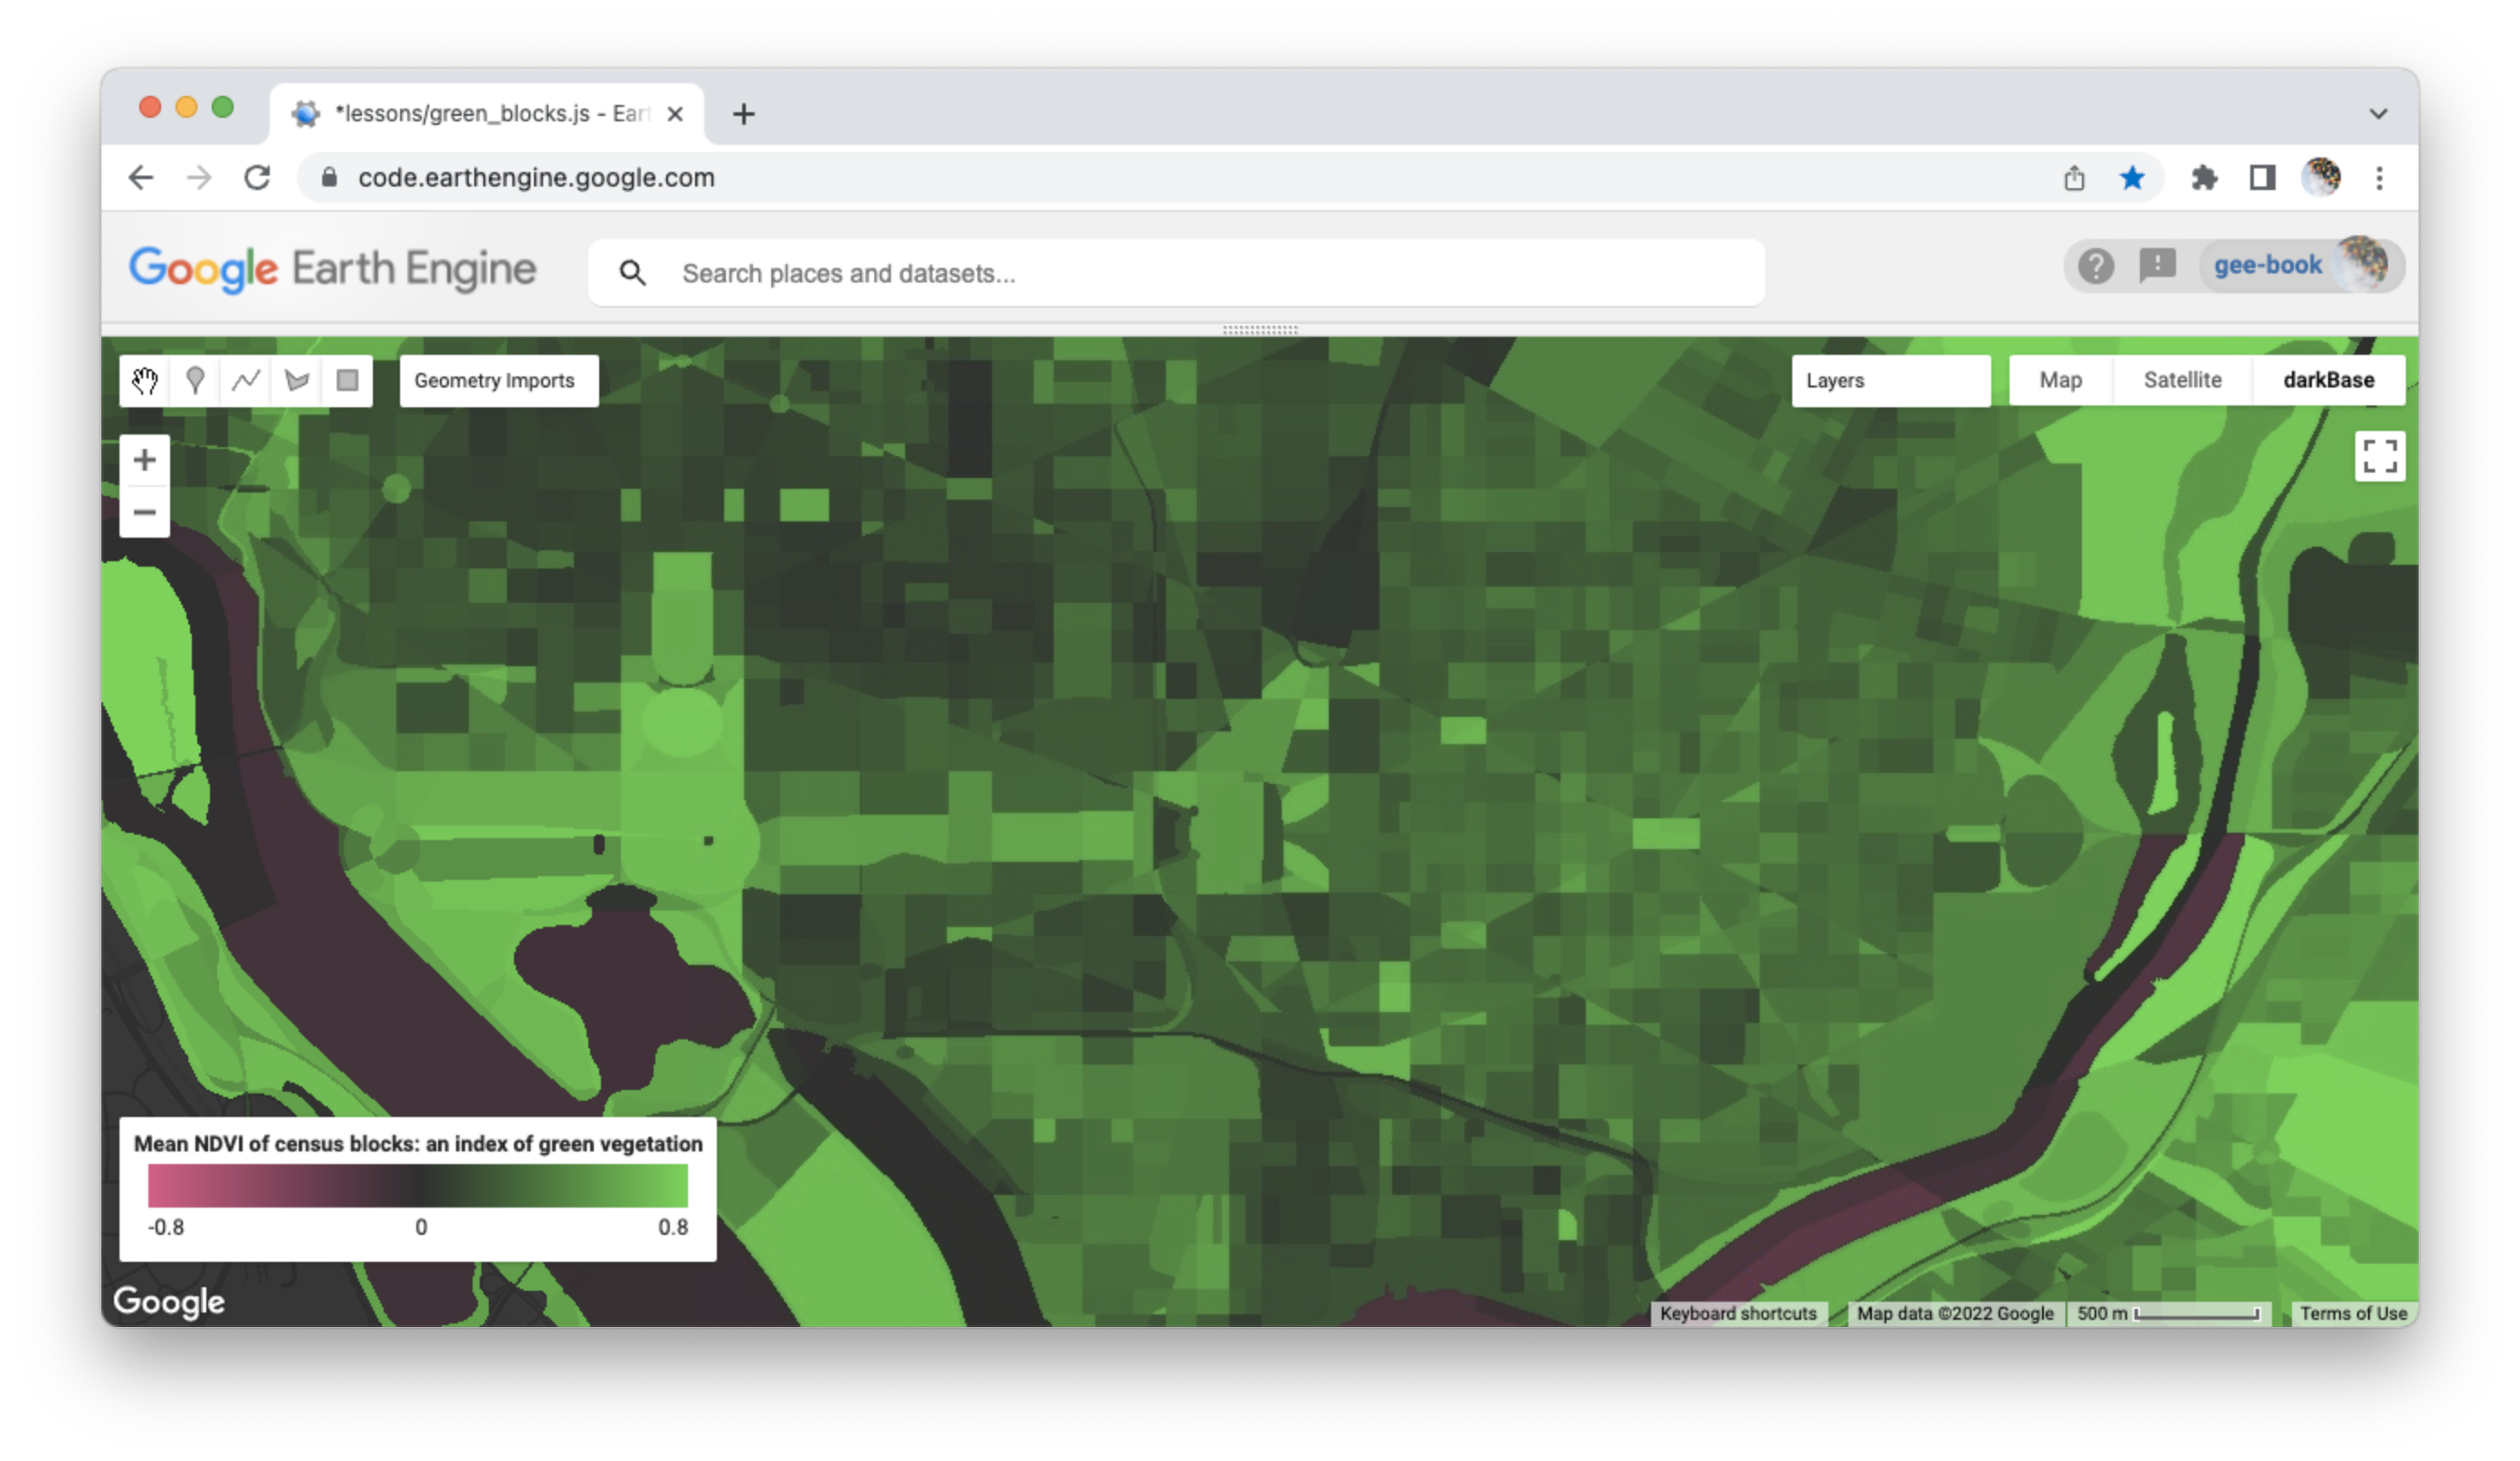 *lessons/green_blocks.js - Ear
code.earthengine.google.com
Google Earth Engine
Search places and datasets...
gee-book
Geometry Imports
Layers
Map
Satellite
darkBase
Mean NDVI of census blocks: an index of green vegetation
-0.8
0
0.8
Google
Keyboard shortcuts
Map data ©2022 Google
500 m
Terms of Use